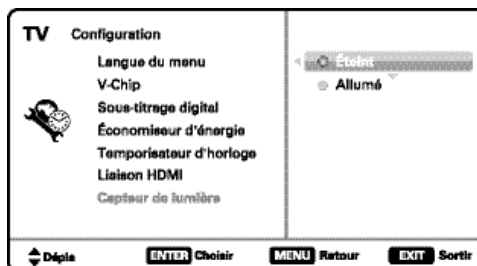 TV Configuration
Langue du menu
V-Chip
Sous-titrage digital
Économiseur d'énergie
Temporisateur d'horloge
Liaison HDMI
Capteur de lumière
Éteint
Allumé
Dépla ENTER Choisir MENU Retour EXIT Sortir